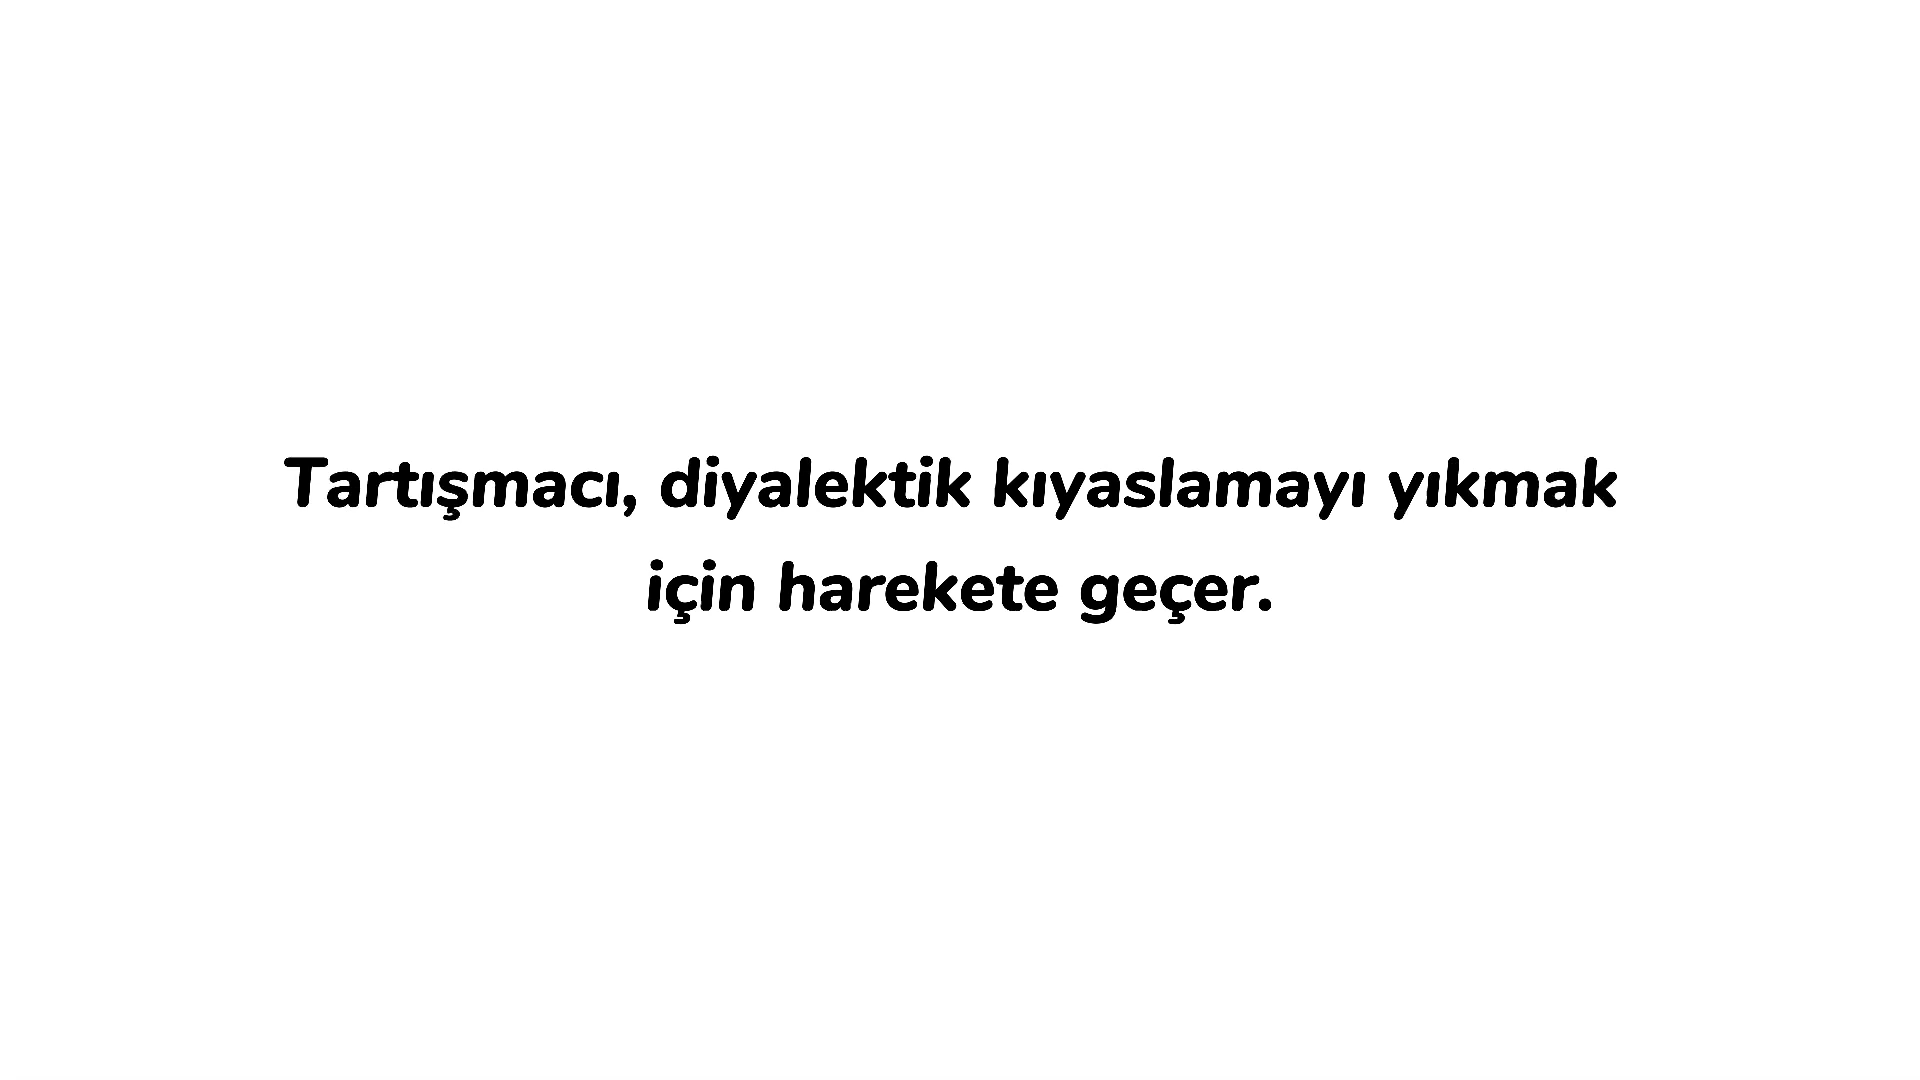 Tartışmacı, diyalektik kıyaslamayı yıkmak
için harekete geçer.